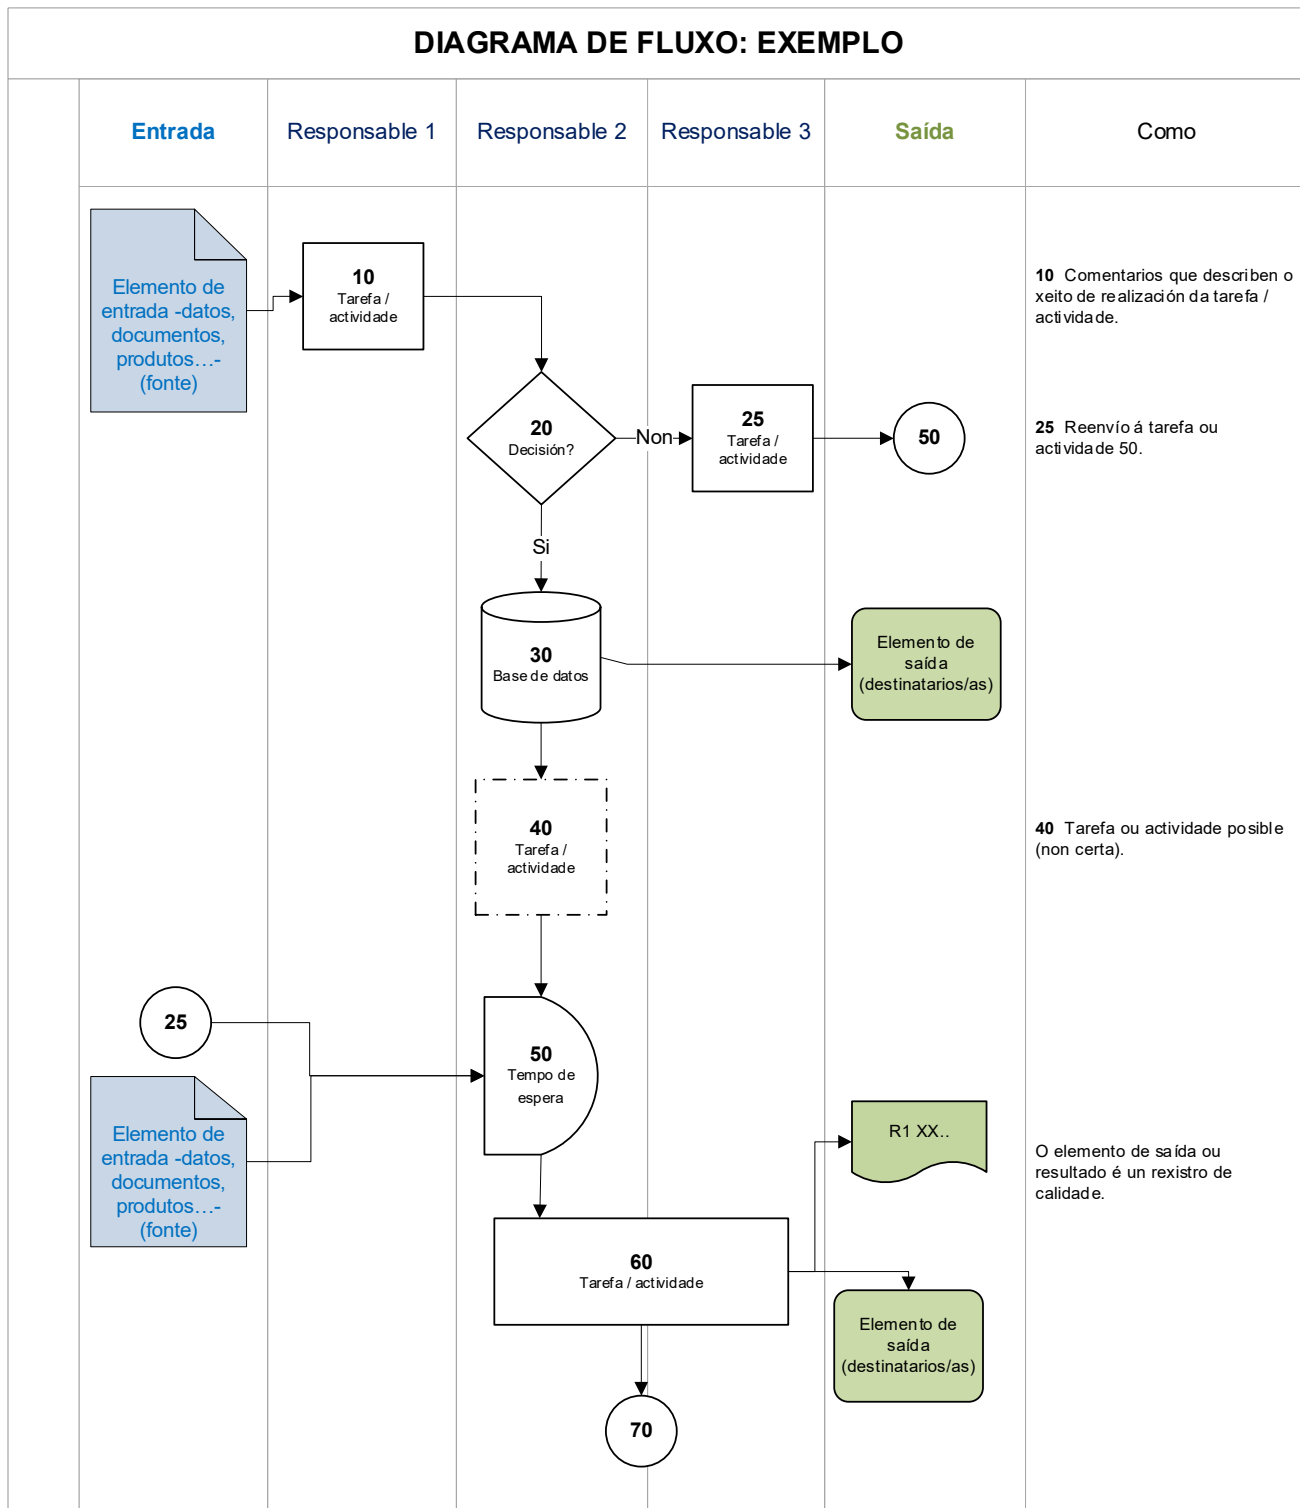 DIAGRAMA DE FLUXO: EXEMPLO
Entrada
Responsable 1
Responsable 2
Responsable 3
Saída
Como
Elemento de
entrada -datos,
documentos,
produtos…-
(fonte)
10
Tarefa /
actividade
10 Comentarios que describen o
xeito de realización da tarefa /
actividade.
20
Decisión?
Non
25
Tarefa /
actividade
50
25 Reenvío á tarefa ou
actividade 50.
Si
30
Base de datos
Elemento de
saída
(destinatarios/as)
40
Tarefa /
actividade
40 Tarefa ou actividade posible
(non certa).
25
50
Tempo de
espera
Elemento de
entrada -datos,
documentos,
produtos…-
(fonte)
R1 XX..
O elemento de saída ou
resultado é un rexistro de
calidade.
60
Tarefa / actividade
Elemento de
saída
(destinatarios/as)
70